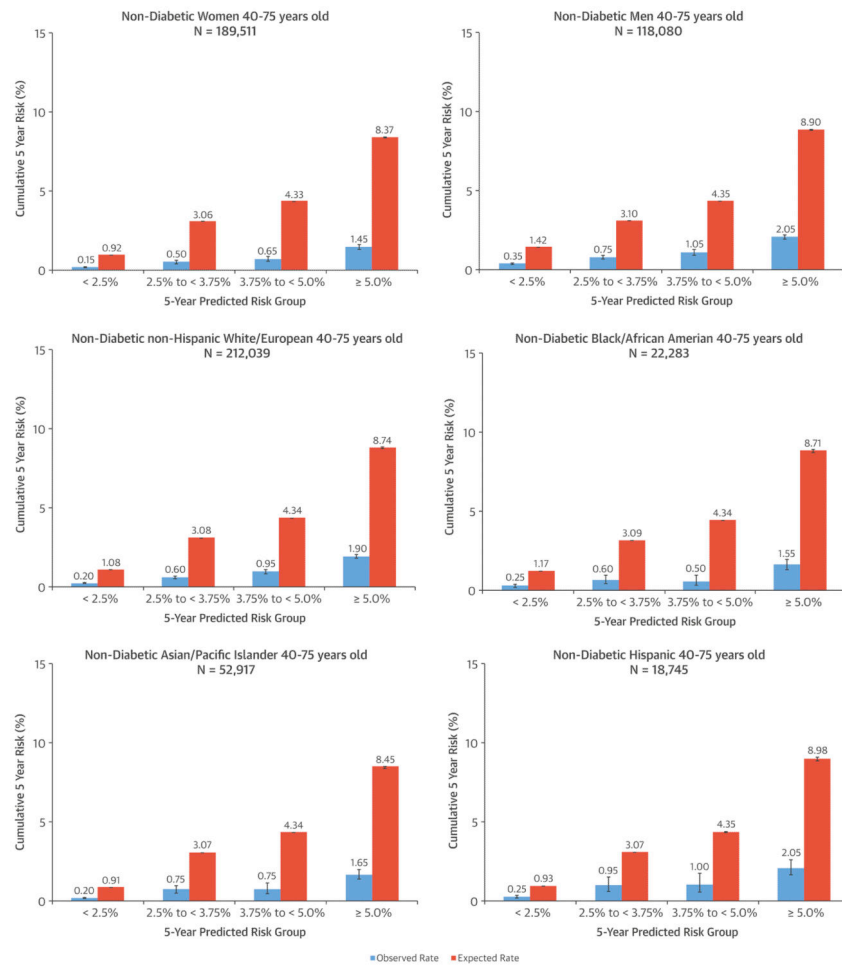 Non-Diabetic Women 40-75 years old
N = 189,511
Cumulative 5 Year Risk (%)
15
10
5
0
0.15
0.92
0.50
3.06
0.65
4.33
1.45
8.37
< 2.5%
2.5% to < 3.75%
3.75% to < 5.0%
≥ 5.0%
5-Year Predicted Risk Group
Non-Diabetic Men 40-75 years old
N = 118,080
Cumulative 5 Year Risk (%)
15
10
5
0
0.35
1.42
0.75
3.10
1.05
4.35
2.05
8.90
< 2.5%
2.5% to < 3.75%
3.75% to < 5.0%
≥ 5.0%
5-Year Predicted Risk Group
Non-Diabetic non-Hispanic White/European 40-75 years old
N = 212,039
Cumulative 5 Year Risk (%)
15
10
5
0
0.20
1.08
0.60
3.08
0.95
4.34
1.90
8.74
< 2.5%
2.5% to < 3.75%
3.75% to < 5.0%
≥ 5.0%
5-Year Predicted Risk Group
Non-Diabetic Black/African Amerian 40-75 years old
N = 22,283
Cumulative 5 Year Risk (%)
15
10
5
0
0.25
1.17
0.60
3.09
0.50
4.34
1.55
8.71
< 2.5%
2.5% to < 3.75%
3.75% to < 5.0%
≥ 5.0%
5-Year Predicted Risk Group
Non-Diabetic Asian/Pacific Islander 40-75 years old
N = 52,917
Cumulative 5 Year Risk (%)
15
10
5
0
0.20
0.91
0.75
3.07
0.75
4.34
1.65
8.45
< 2.5%
2.5% to < 3.75%
3.75% to < 5.0%
≥ 5.0%
5-Year Predicted Risk Group
Non-Diabetic Hispanic 40-75 years old
N = 18,745
Cumulative 5 Year Risk (%)
15
10
5
0
0.25
0.93
0.95
3.07
1.00
4.35
2.05
8.98
< 2.5%
2.5% to < 3.75%
3.75% to < 5.0%
≥ 5.0%
5-Year Predicted Risk Group
Observed Rate
Expected Rate